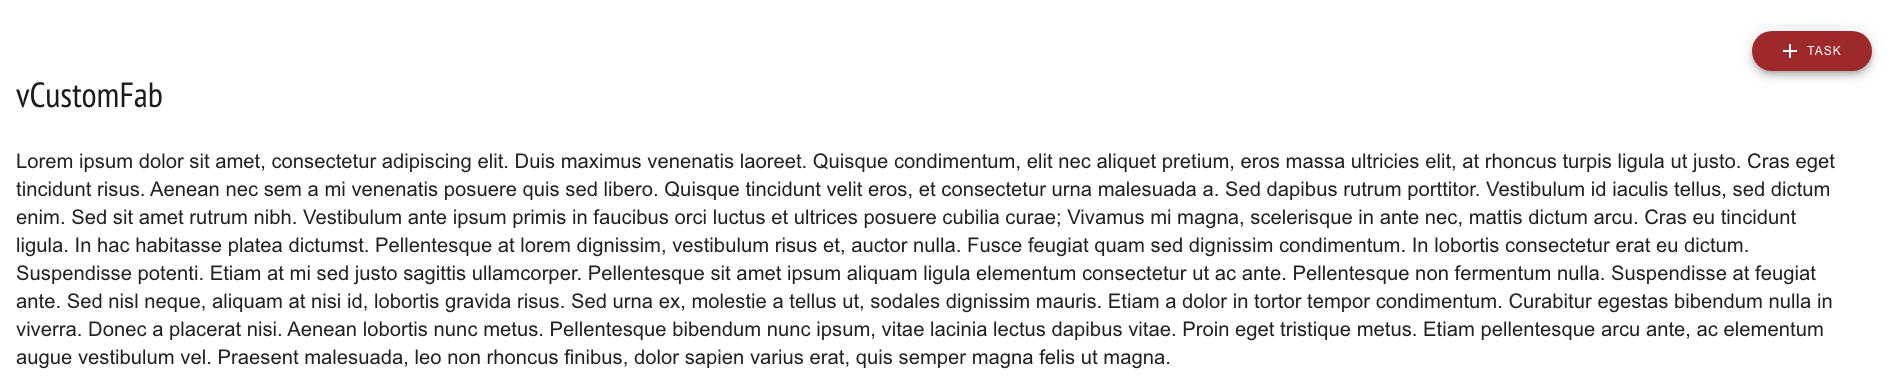 TASK
vCustomFab
Lorem ipsum dolor sit amet, consectetur adipiscing elit. Duis maximus venenatis laoreet. Quisque condimentum, elit nec aliquet pretium, eros massa ultricies elit, at rhoncus turpis ligula ut justo. Cras eget
tincidunt risus. Aenean nec sem a mi venenatis posuere quis sed libero. Quisque tincidunt velit eros, et consectetur urna malesuada a. Sed dapibus rutrum porttitor. Vestibulum id iaculis tellus, sed dictum
enim. Sed sit amet rutrum nibh. Vestibulum ante ipsum primis in faucibus orci luctus et ultrices posuere cubilia curae; Vivamus mi magna, scelerisque in ante nec, mattis dictum arcu. Cras eu tincidunt
ligula. In hac habitasse platea dictumst. Pellentesque at lorem dignissim, vestibulum risus et, auctor nulla. Fusce feugiat quam sed dignissim condimentum. In lobortis consectetur erat eu dictum.
Suspendisse potenti. Etiam at mi sed justo sagittis ullamcorper. Pellentesque sit amet ipsum aliquam ligula elementum consectetur ut ac ante. Pellentesque non fermentum nulla. Suspendisse at feugiat
ante. Sed nisl neque, aliquam at nisi id, lobortis gravida risus. Sed urna ex, molestie a tellus ut, sodales dignissim mauris. Etiam a dolor in tortor tempor condimentum. Curabitur egestas bibendum nulla in
viverra. Donec a placerat nisi. Aenean lobortis nunc metus. Pellentesque bibendum nunc ipsum, vitae lacinia lectus dapibus vitae. Proin eget tristique metus. Etiam pellentesque arcu ante, ac elementum
augue vestibulum vel. Praesent malesuada, leo non rhoncus finibus, dolor sapien varius erat, quis semper magna felis ut magna.